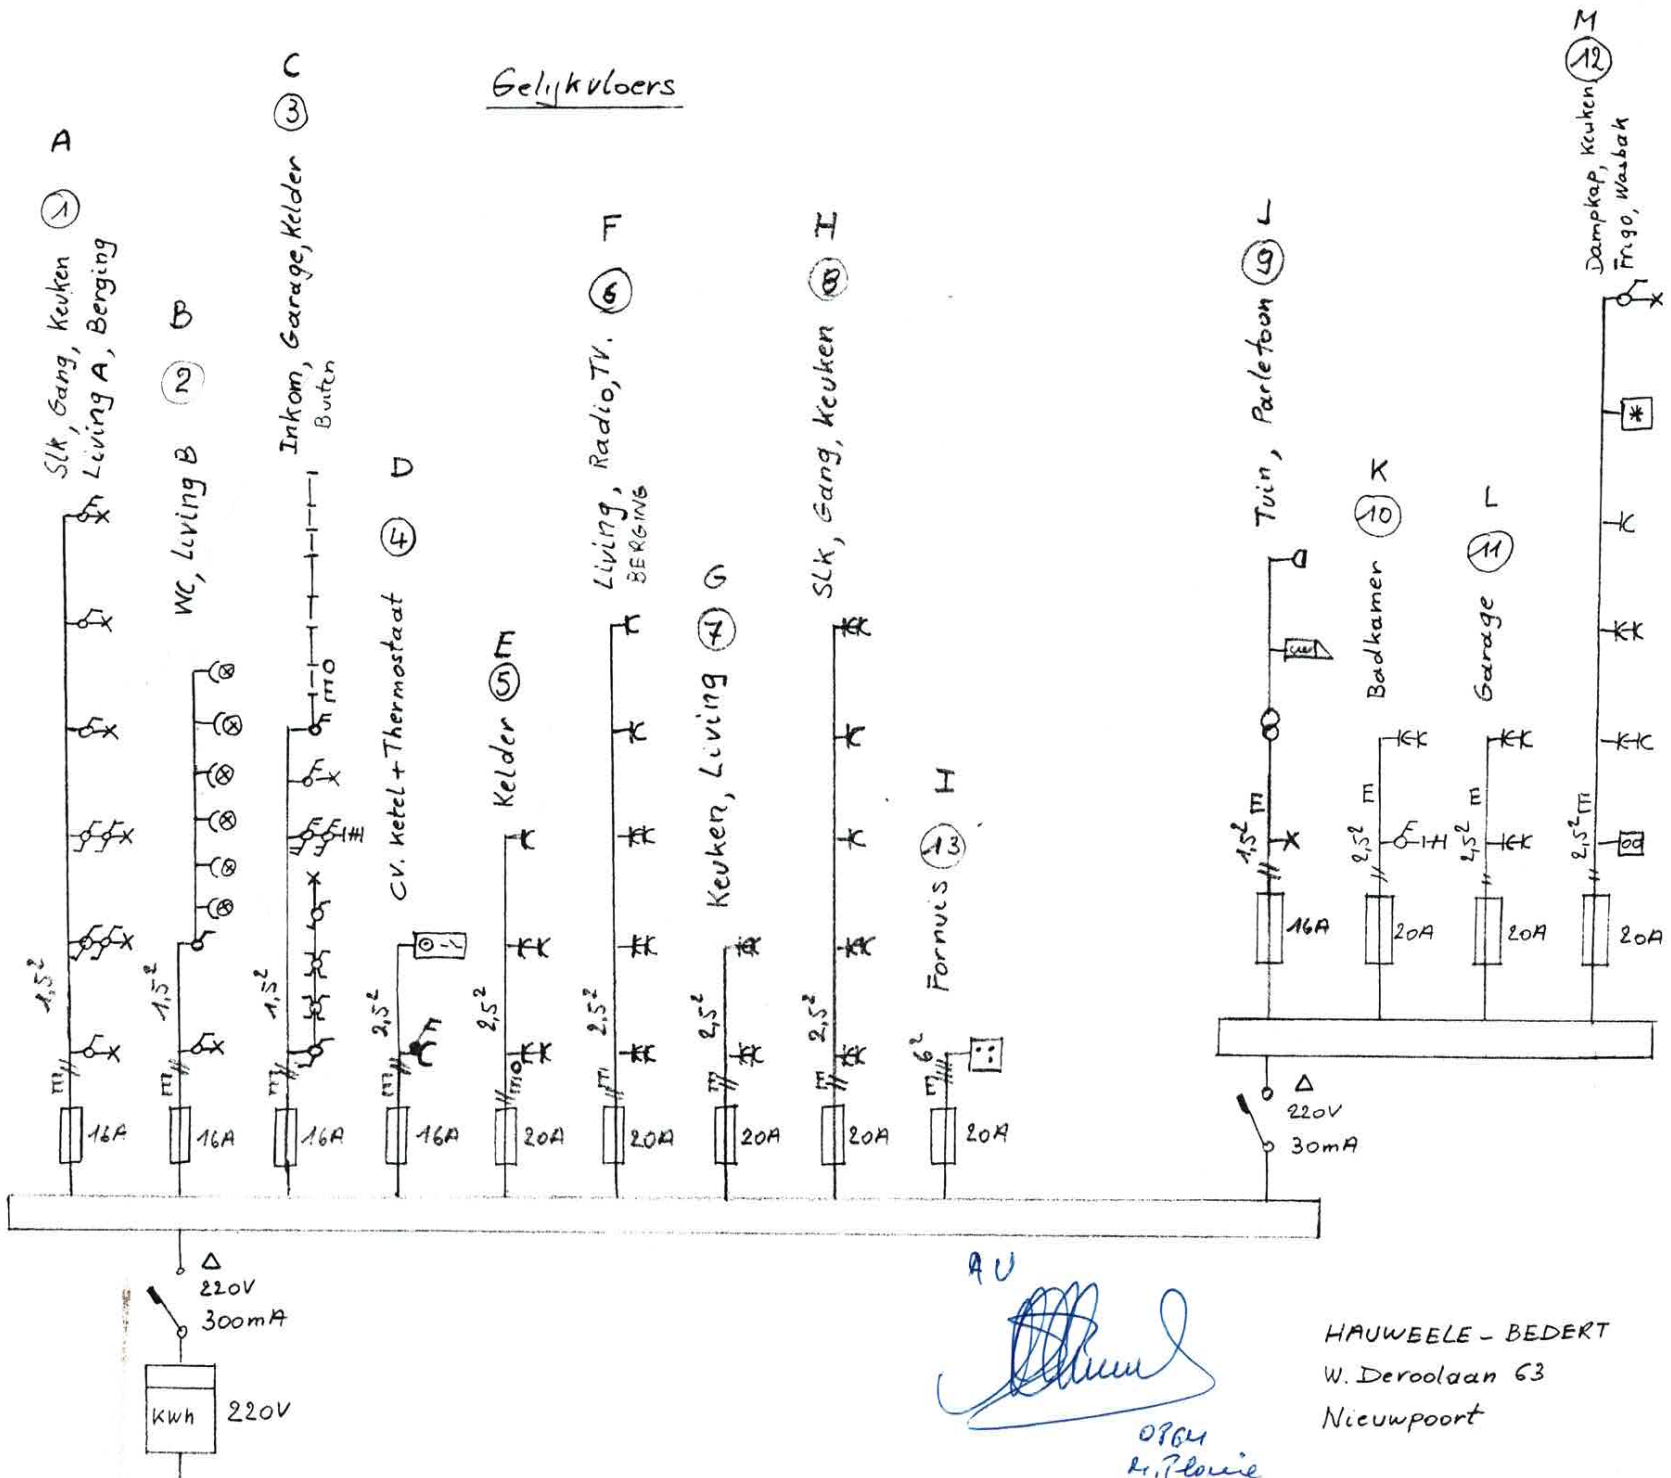 Gelijkvloers
A
1
Slk, Gang, Keuken
Living A, Berging
1,5²
16A
B
2
WC, Living B
1,5²
16A
C
3
Inkom, Garage, Kelder
Buiten
1,5²
16A
D
4
CV. Ketel + Thermostaat
2,5²
16A
E
5
Kelder
2,5²
20A
F
6
Living, Radio, TV.
BERGING
2,5²
20A
G
7
Keuken, Living
2,5²
20A
I
8
SLK, Gang, Keuken
2,5²
20A
H
13
Fornuis
6²
20A
L
9
Tuin, Parletoon
1,5²
16A
K
10
Badkamer
2,5²
20A
L
11
Garage
2,5²
20A
M
12
Dampkap, Keuken,
Frigo, Wasbak
2,5²
20A
Δ
220V
30mA
Δ
220V
300mA
Kwh
220V
AU
HAUWEELE - BEDERT
W. Deroolaan 63
Nieuwpoort